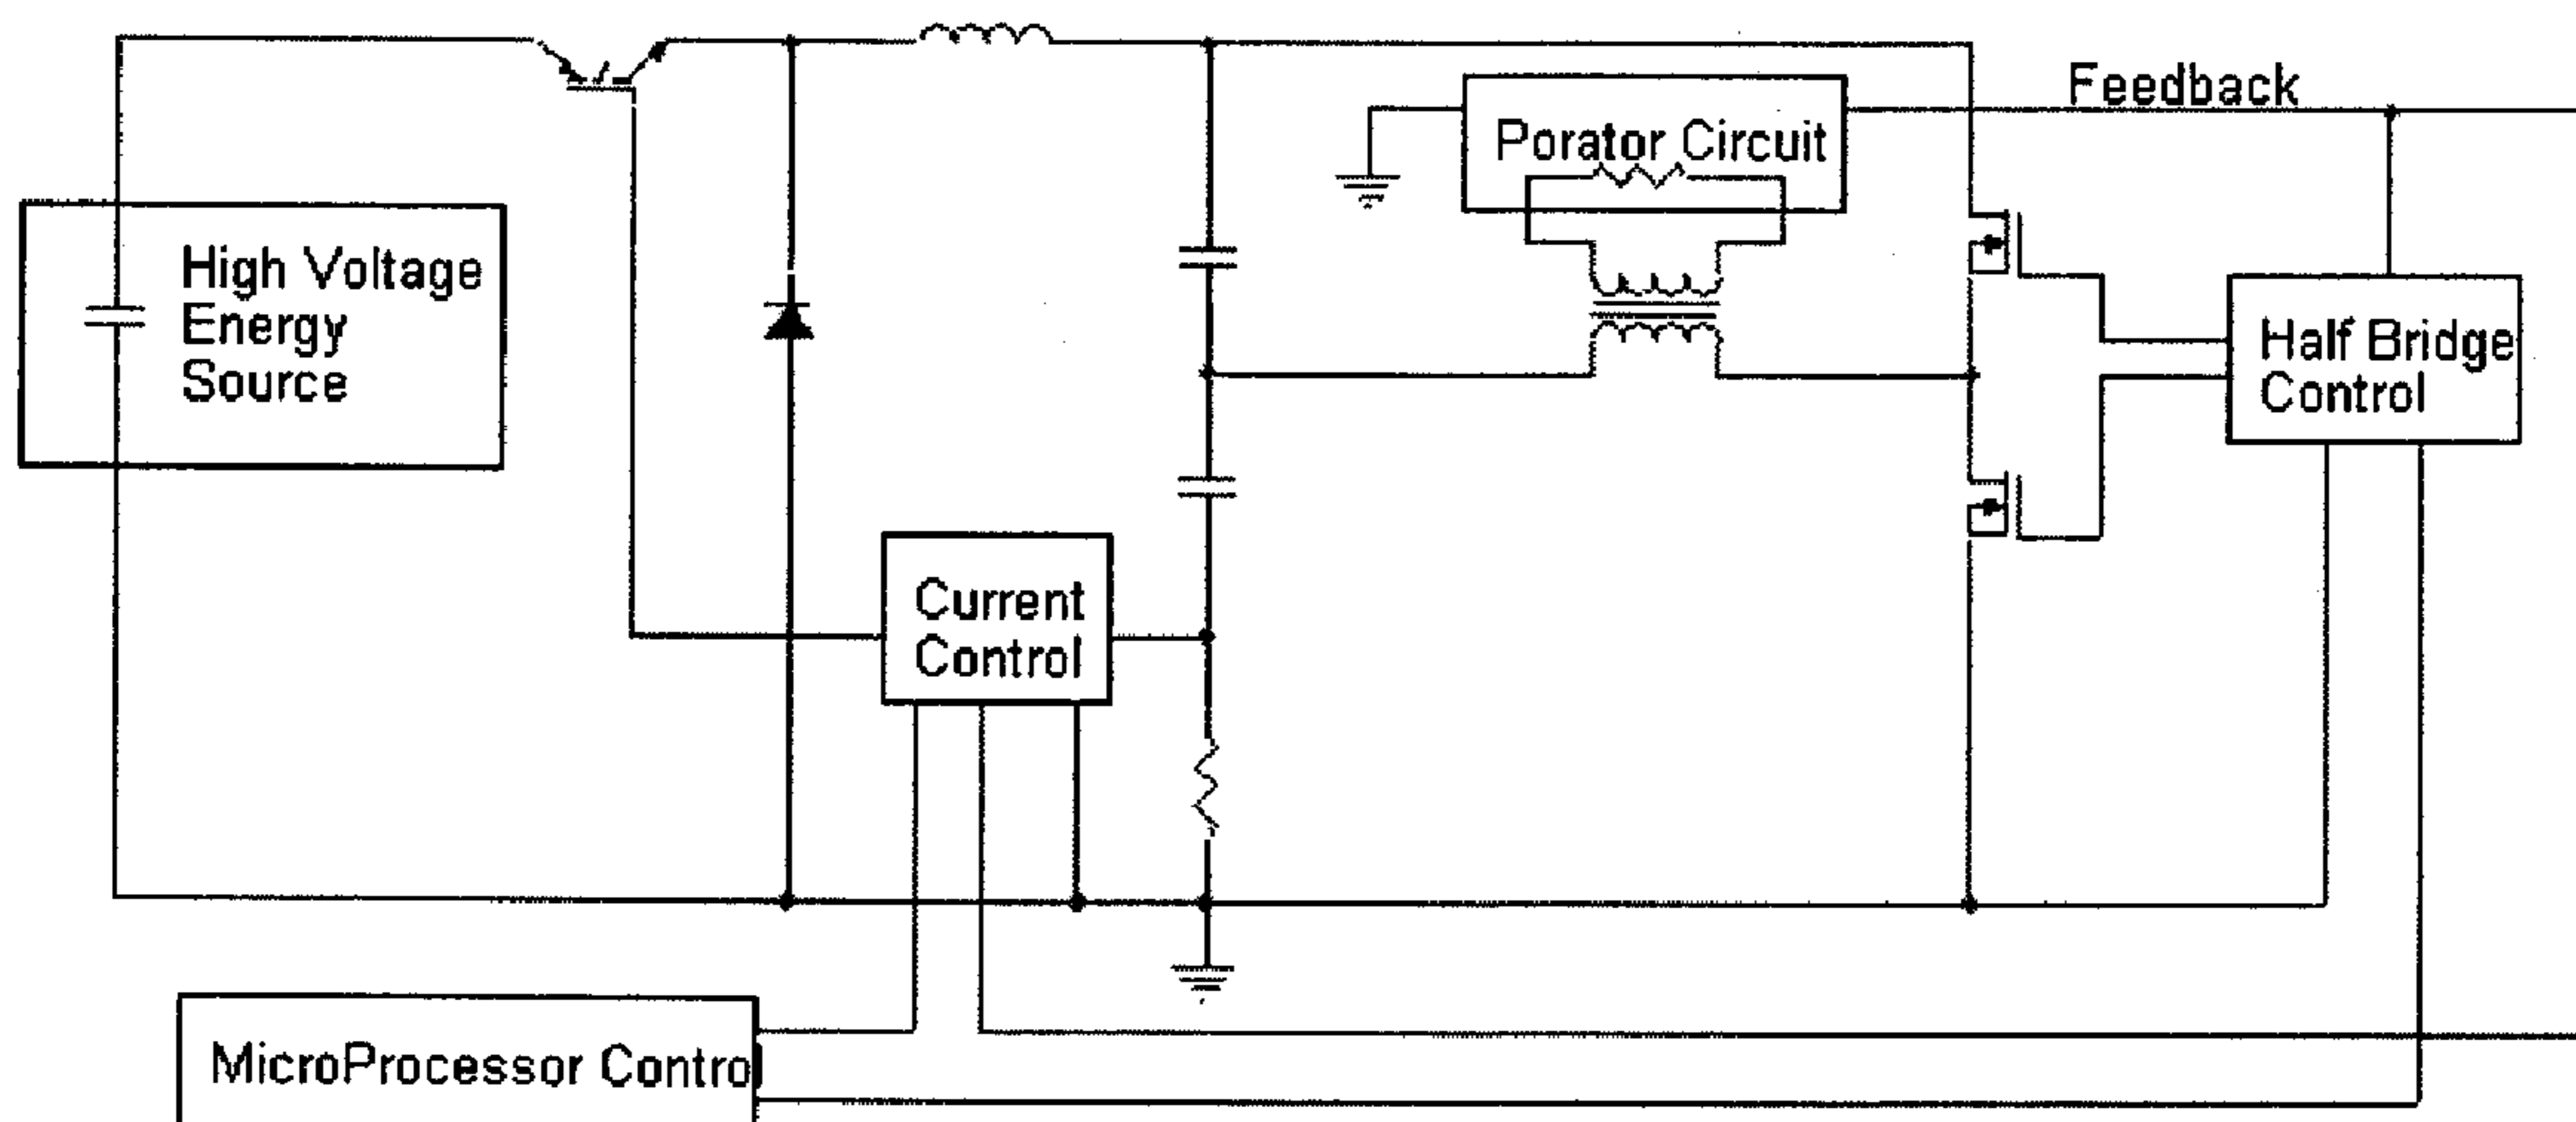 Feedback
Porator Circuit
High Voltage
Energy
Source
Half Bridge
Control
Current
Control
MicroProcessor Control